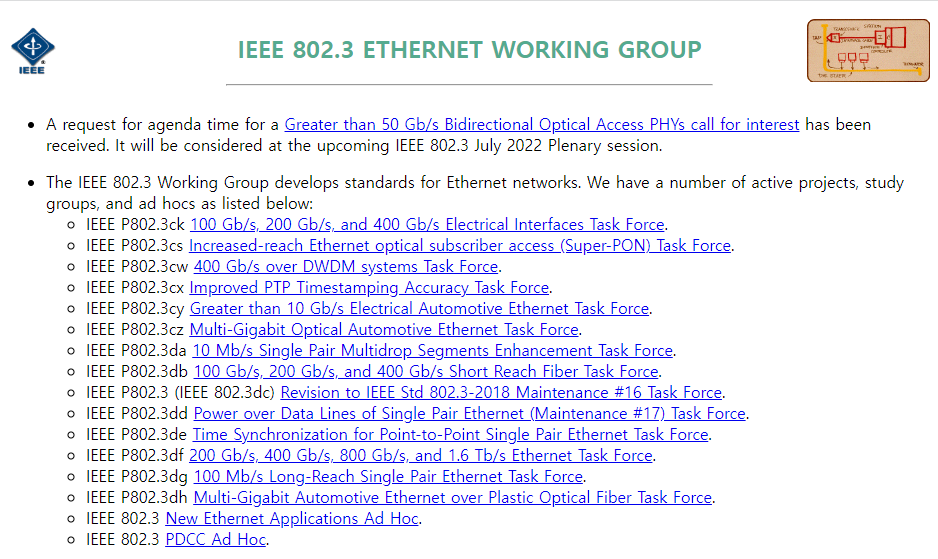 IEEE 802.3 ETHERNET WORKING GROUP
IEEE
TRANSCEIVER
STATION
TAP
INTERFACE CABLE
INTERFACE
CONTROLLER
TERMINATOR
THE ETHER
• A request for agenda time for a Greater than 50 Gb/s Bidirectional Optical Access PHYs call for interest has been
received. It will be considered at the upcoming IEEE 802.3 July 2022 Plenary session.
• The IEEE 802.3 Working Group develops standards for Ethernet networks. We have a number of active projects, study
groups, and ad hocs as listed below:
○ IEEE P802.3ck 100 Gb/s, 200 Gb/s, and 400 Gb/s Electrical Interfaces Task Force.
○ IEEE P802.3cs Increased-reach Ethernet optical subscriber access (Super-PON) Task Force.
○ IEEE P802.3cw 400 Gb/s over DWDM systems Task Force.
○ IEEE P802.3cx Improved PTP Timestamping Accuracy Task Force.
○ IEEE P802.3cy Greater than 10 Gb/s Electrical Automotive Ethernet Task Force.
○ IEEE P802.3cz Multi-Gigabit Optical Automotive Ethernet Task Force.
○ IEEE P802.3da 10 Mb/s Single Pair Multidrop Segments Enhancement Task Force.
○ IEEE P802.3db 100 Gb/s, 200 Gb/s, and 400 Gb/s Short Reach Fiber Task Force.
○ IEEE P802.3 (IEEE 802.3dc) Revision to IEEE Std 802.3-2018 Maintenance #16 Task Force.
○ IEEE P802.3dd Power over Data Lines of Single Pair Ethernet (Maintenance #17) Task Force.
○ IEEE P802.3de Time Synchronization for Point-to-Point Single Pair Ethernet Task Force.
○ IEEE P802.3df 200 Gb/s, 400 Gb/s, 800 Gb/s, and 1.6 Tb/s Ethernet Task Force.
○ IEEE P802.3dg 100 Mb/s Long-Reach Single Pair Ethernet Task Force.
○ IEEE P802.3dh Multi-Gigabit Automotive Ethernet over Plastic Optical Fiber Task Force.
○ IEEE 802.3 New Ethernet Applications Ad Hoc.
○ IEEE 802.3 PDCC Ad Hoc.